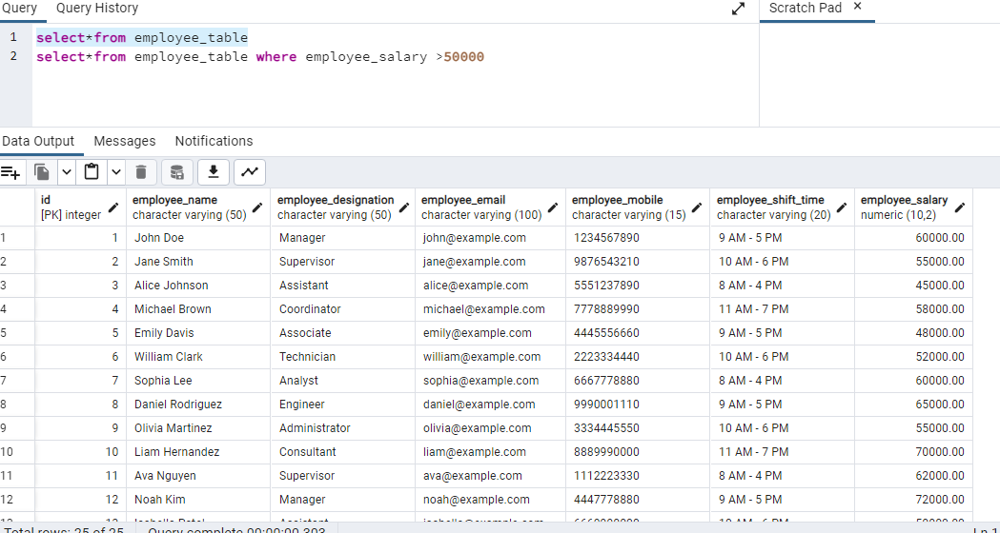 Query Query History Scratch Pad ×
1 select*from employee_table
2 select*from employee_table where employee_salary >50000
Data Output Messages Notifications
id employee_name employee_designation employee_email employee_mobile employee_shift_time employee_salary
[PK] integer character varying (50) character varying (50) character varying (100) character varying (15) character varying (20) numeric (10,2)
1 1 John Doe Manager john@example.com 1234567890 9 AM - 5 PM 60000.00
2 2 Jane Smith Supervisor jane@example.com 9876543210 10 AM - 6 PM 55000.00
3 3 Alice Johnson Assistant alice@example.com 5551237890 8 AM - 4 PM 45000.00
4 4 Michael Brown Coordinator michael@example.com 7778889990 11 AM - 7 PM 58000.00
5 5 Emily Davis Associate emily@example.com 4445556660 9 AM - 5 PM 48000.00
6 6 William Clark Technician william@example.com 2223334440 10 AM - 6 PM 52000.00
7 7 Sophia Lee Analyst sophia@example.com 6667778880 8 AM - 4 PM 60000.00
8 8 Daniel Rodriguez Engineer daniel@example.com 9990001110 9 AM - 5 PM 65000.00
9 9 Olivia Martinez Administrator olivia@example.com 3334445550 10 AM - 6 PM 55000.00
10 10 Liam Hernandez Consultant liam@example.com 8889990000 11 AM - 7 PM 70000.00
11 11 Ava Nguyen Supervisor ava@example.com 1112223330 8 AM - 4 PM 62000.00
12 12 Noah Kim Manager noah@example.com 4447778880 9 AM - 5 PM 72000.00
Total rows: 25 of 25 Query complete 00:00:00.303 Ln 1